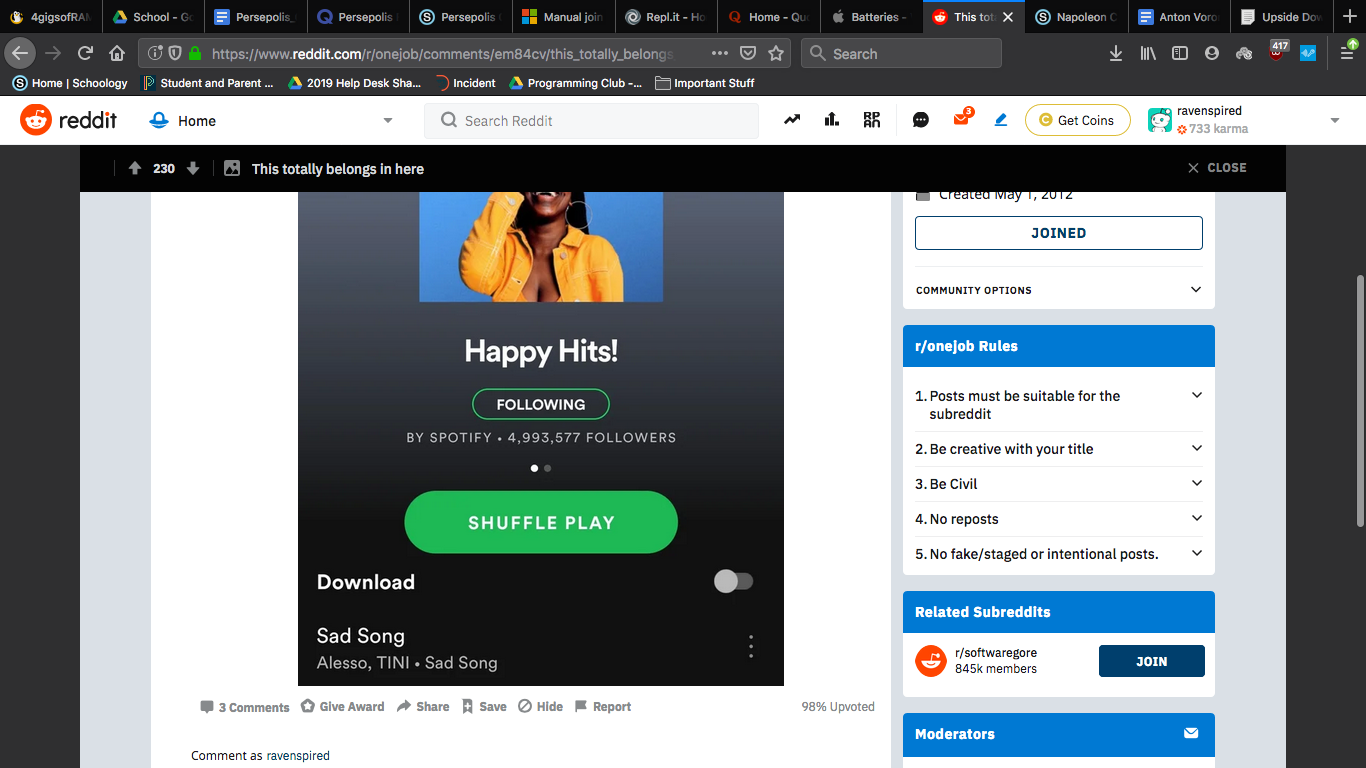 4gigsofRAM
School - Go
Persepolis_
Persepolis
Persepolis
Manual join
Repl.it - Ho
Home - Quo
Batteries -
This tota
Napoleon C
Anton Voro
Upside Dow
https://www.reddit.com/r/onejob/comments/em84cv/this_totally_belongs_
Search
417
Home | Schoology
Student and Parent ...
2019 Help Desk Sha...
Incident
Programming Club -...
Important Stuff
reddit
Home
Search Reddit
3
Get Coins
ravenspired
733 karma
230
This totally belongs in here
CLOSE
Happy Hits!
FOLLOWING
BY SPOTIFY • 4,993,577 FOLLOWERS
SHUFFLE PLAY
Download
Sad Song
Alesso, TINI • Sad Song
3 Comments
Give Award
Share
Save
Hide
Report
98% Upvoted
Comment as ravenspired
Created May 1, 2012
JOINED
COMMUNITY OPTIONS
r/onejob Rules
1. Posts must be suitable for the
subreddit
2. Be creative with your title
3. Be Civil
4. No reposts
5. No fake/staged or intentional posts.
Related Subreddits
r/softwaregore
845k members
JOIN
Moderators